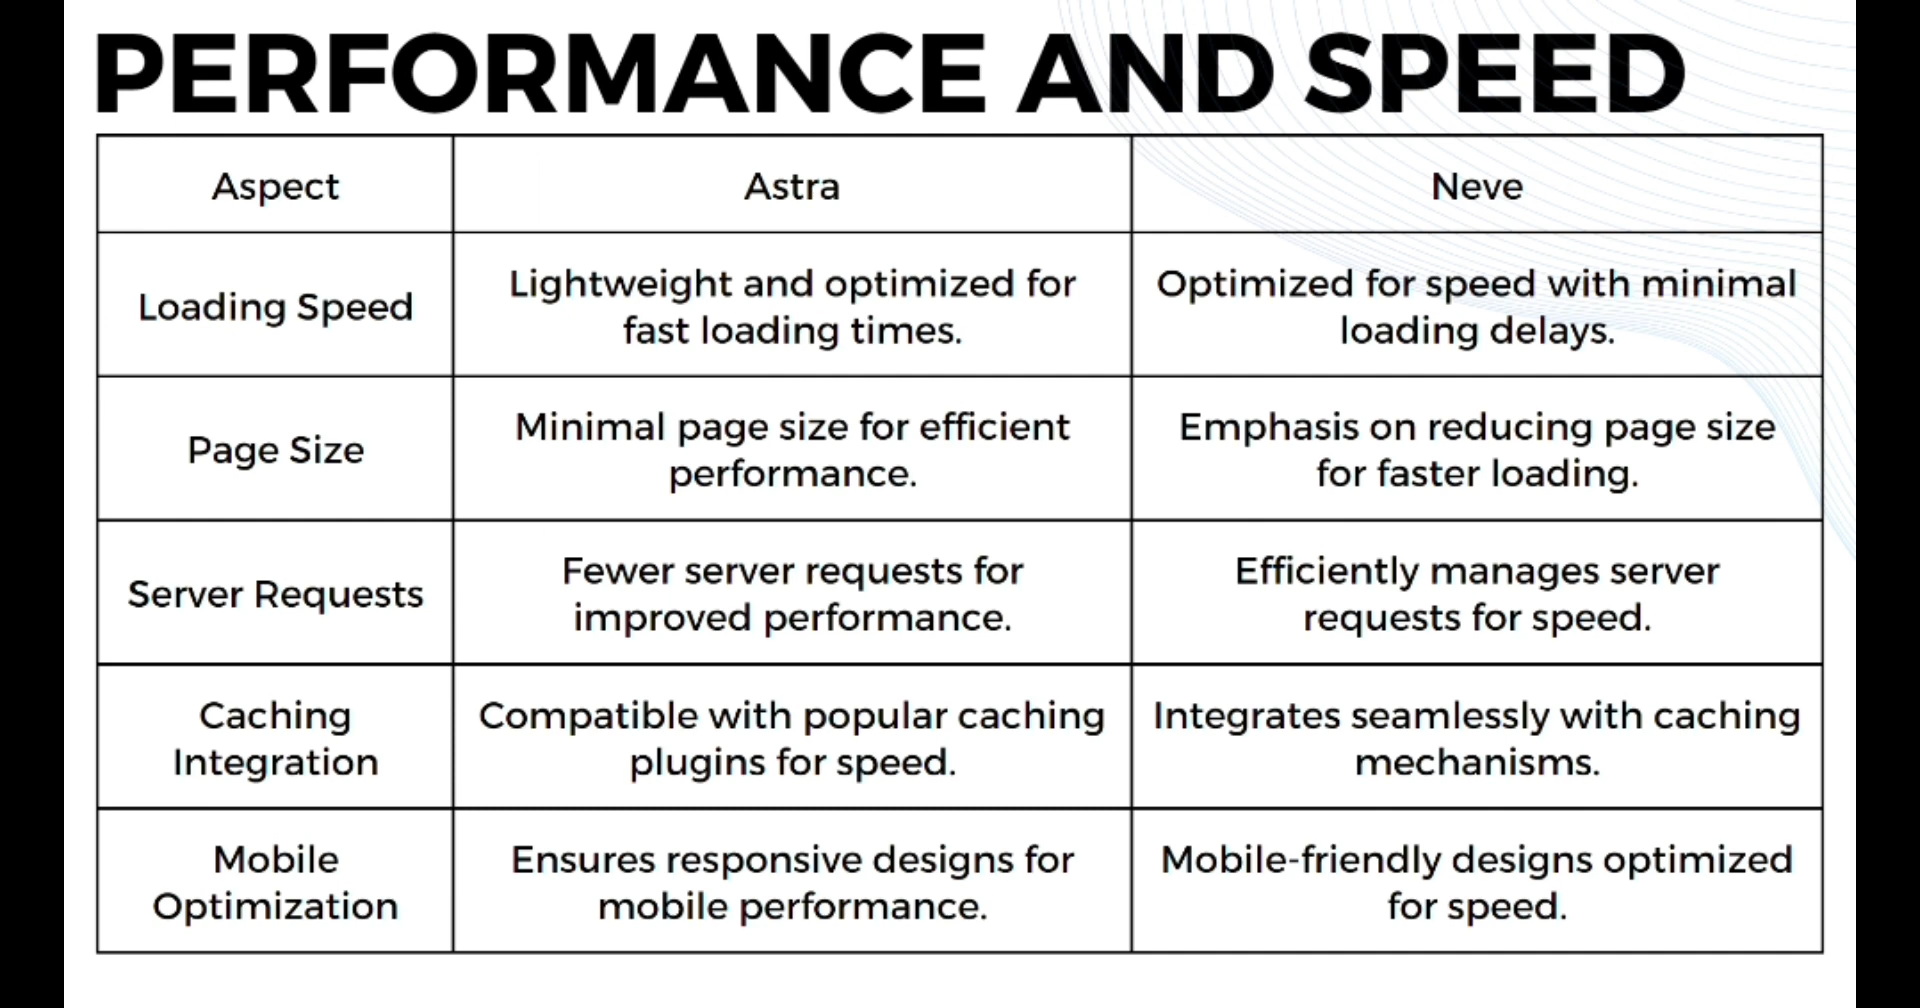 PERFORMANCE AND SPEED
Aspect
Astra
Neve
Loading Speed
Lightweight and optimized for
fast loading times.
Optimized for speed with minimal
loading delays.
Page Size
Minimal page size for efficient
performance.
Emphasis on reducing page size
for faster loading.
Server Requests
Fewer server requests for
improved performance.
Efficiently manages server
requests for speed.
Caching
Integration
Compatible with popular caching
plugins for speed.
Integrates seamlessly with caching
mechanisms.
Mobile
Optimization
Ensures responsive designs for
mobile performance.
Mobile-friendly designs optimized
for speed.